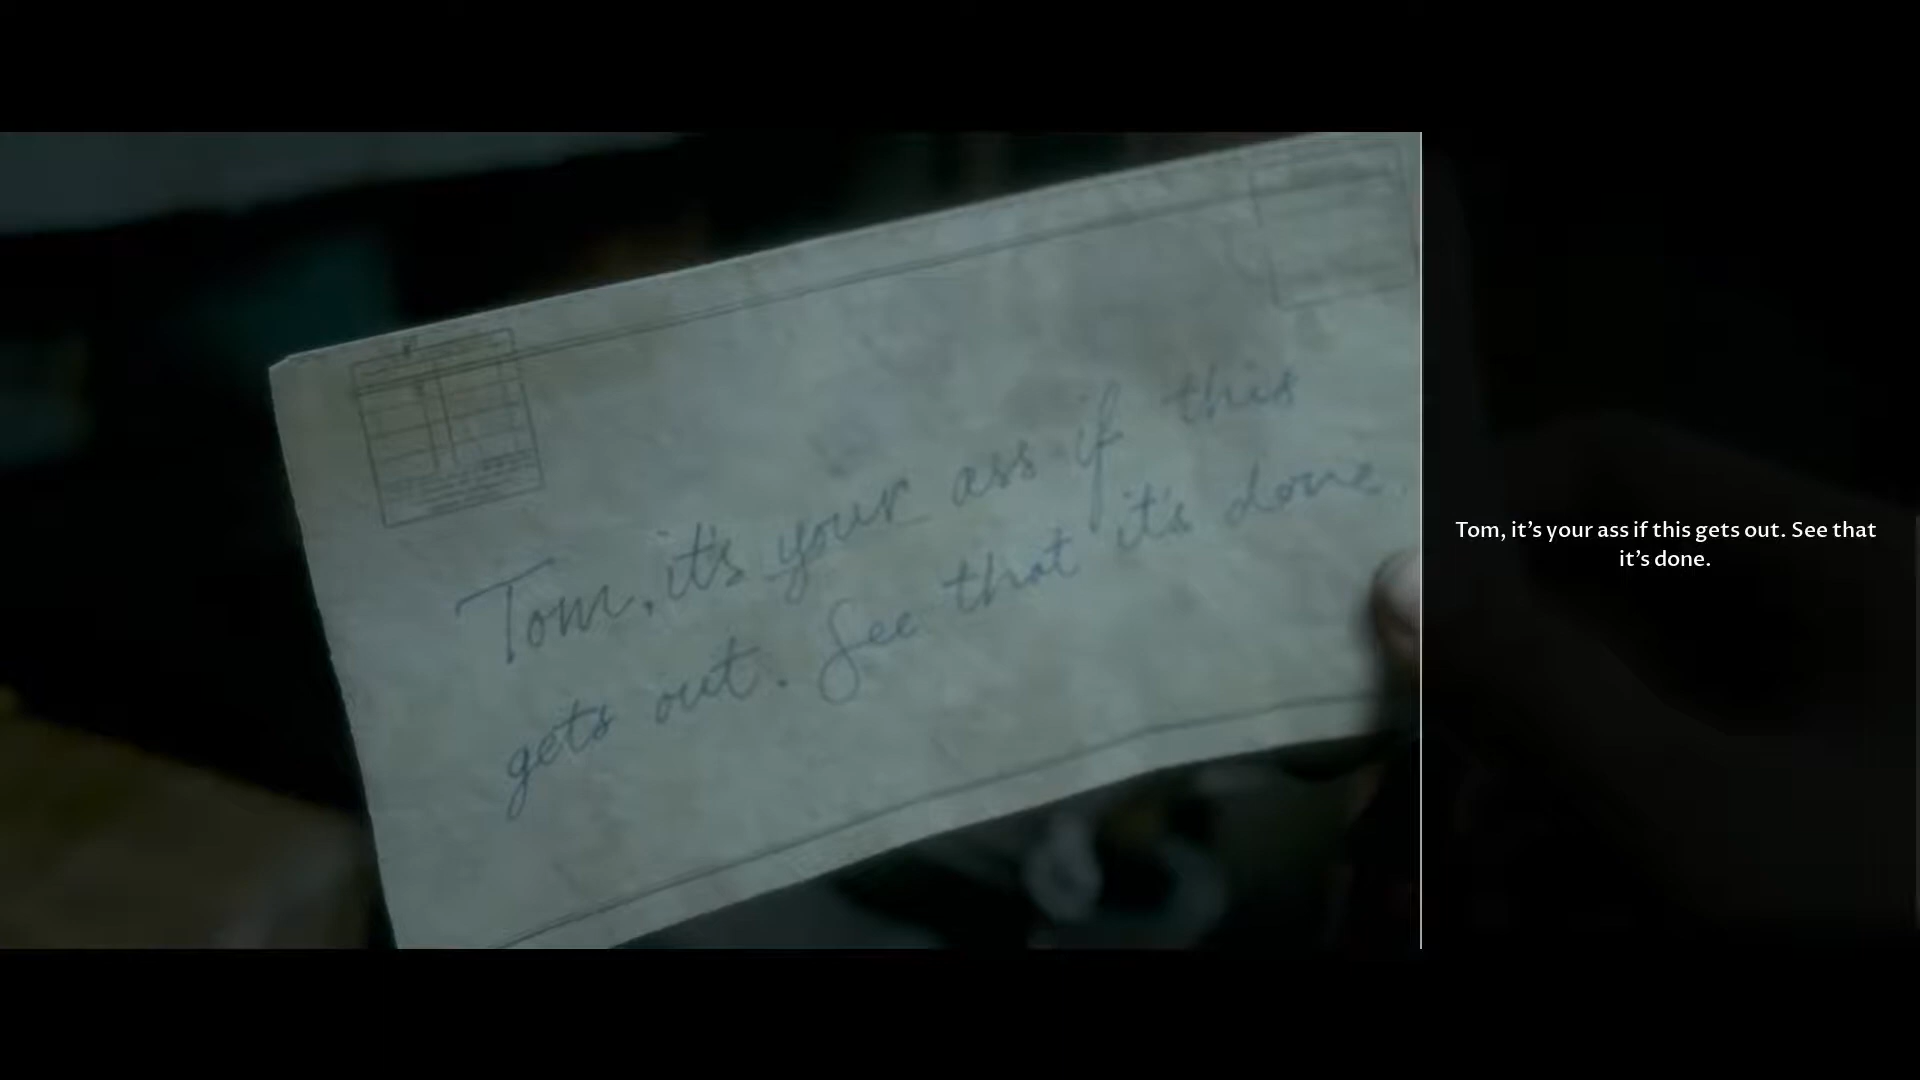 Tom, it's your ass if this
gets out. See that it's done.
Tom, it’s your ass if this gets out. See that
it’s done.